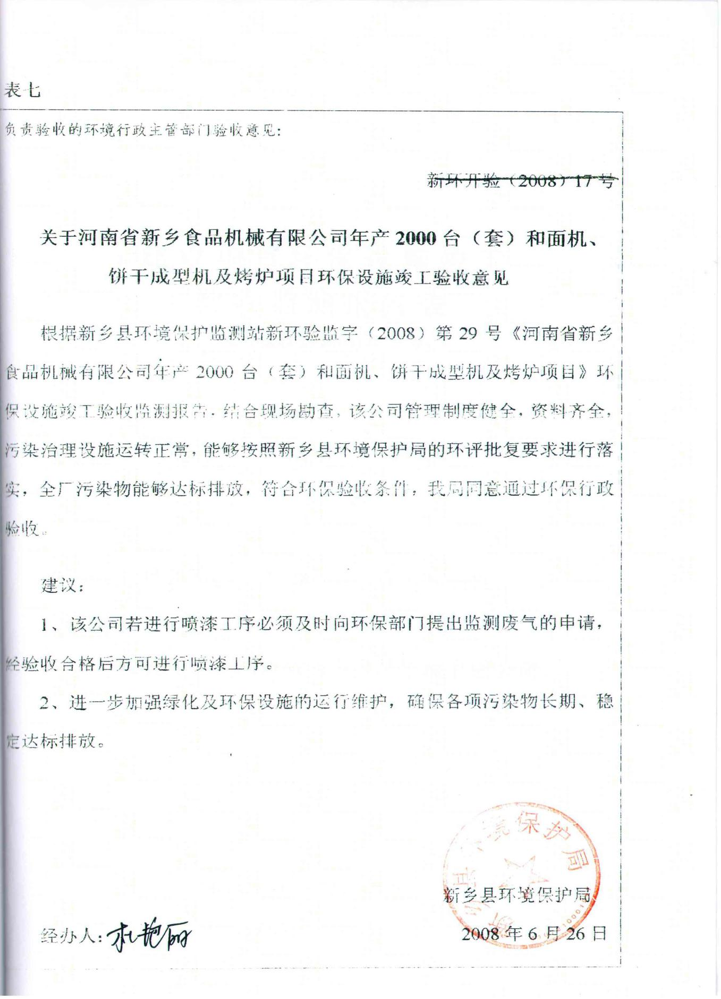 表七
负责验收的环境行政主管部门验收意见:
新环开验（2008）17号
关于河南省新乡食品机械有限公司年产 2000 台（套）和面机、
饼干成型机及烤炉项目环保设施竣工验收意见
根据新乡县环境保护监测站新环验监字（2008）第 29 号《河南省新乡
食品机械有限公司年产 2000 台（套）和面机、饼干成型机及烤炉项目》环
保设施竣工验收监测报告，结合现场勘查，该公司管理制度健全，资料齐全，
污染治理设施运转正常，能够按照新乡县环境保护局的环评批复要求进行落
实，全厂污染物能够达标排放，符合环保验收条件，我局同意通过环保行政
验收。
建议：
1、该公司若进行喷漆工序必须及时向环保部门提出监测废气的申请，
经验收合格后方可进行喷漆工序。
2、进一步加强绿化及环保设施的运行维护，确保各项污染物长期、稳
定达标排放。
境保护局
新乡县环境保护局
经办人: 杜艳丽
2008 年 6 月 26 日